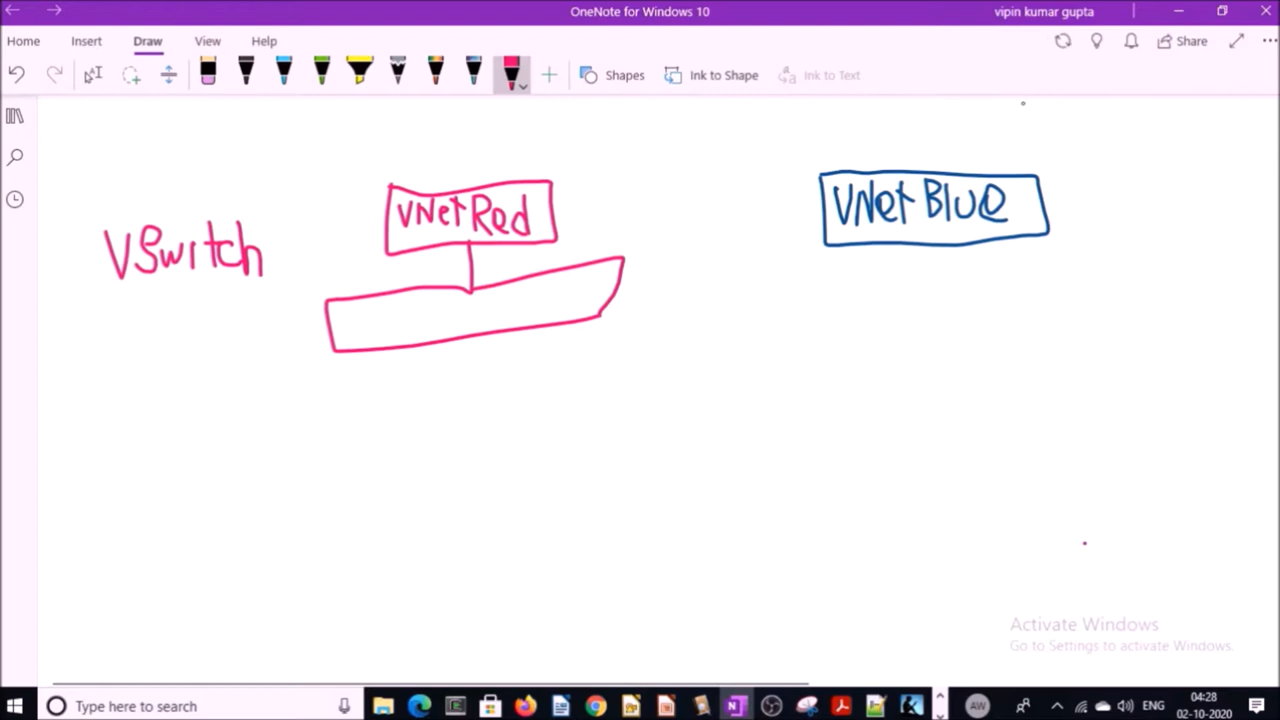 OneNote for Windows 10
vipin kumar gupta
Home Insert Draw View Help
Share
Shapes
Ink to Shape
Ink to Text
VNetRed
VNetBlue
VSwitch
Activate Windows
Go to Settings to activate Windows.
Type here to search
AW
ENG
04:28
02-10-2020